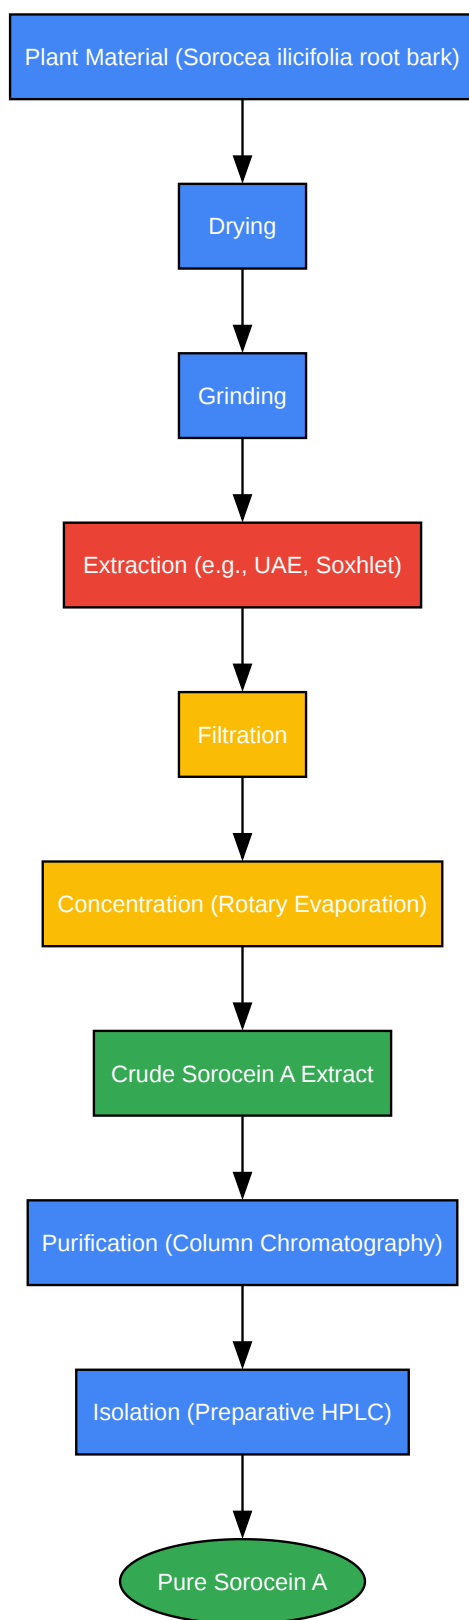 Plant Material (Sorocea ilicifolia root bark)
Drying
Grinding
Extraction (e.g., UAE, Soxhlet)
Filtration
Concentration (Rotary Evaporation)
Crude Sorocein A Extract
Purification (Column Chromatography)
Isolation (Preparative HPLC)
Pure Sorocein A